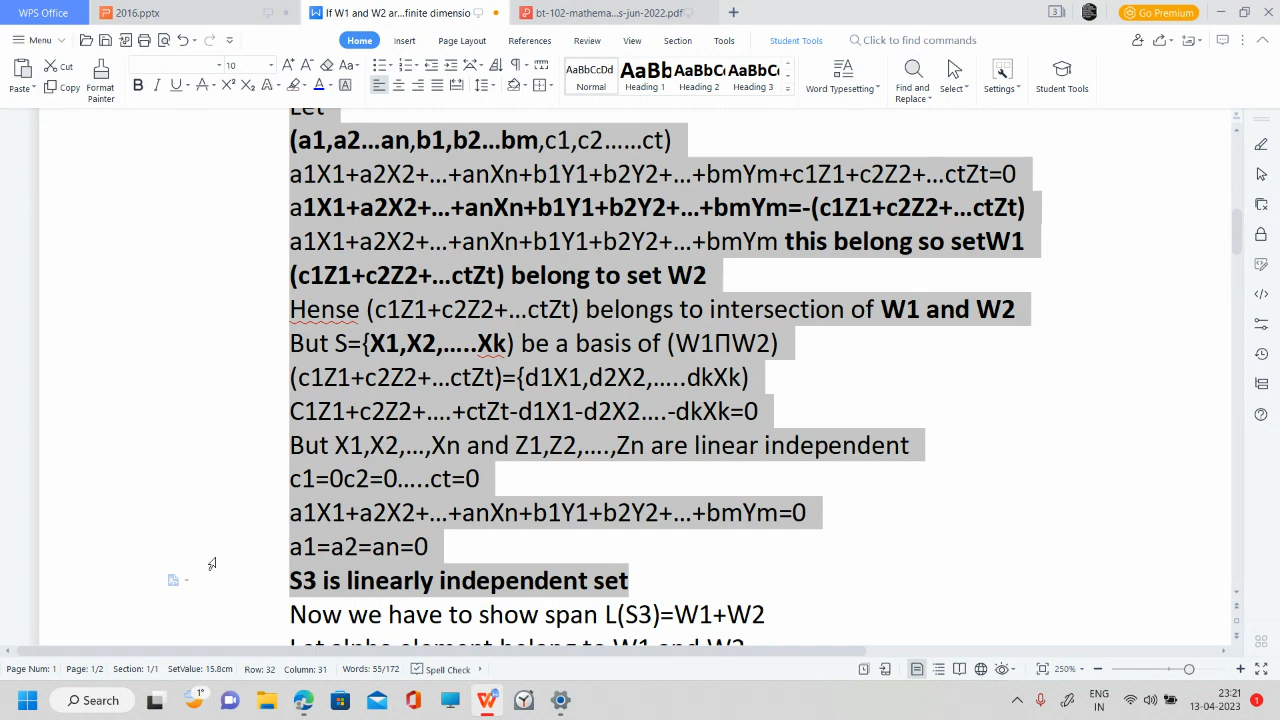 WPS Office
2016.pptx
If W1 and W2 ar...finite dimensio
bt-102-mathema...s-jun-2022.pdf
Go Premium
Menu
Home
Insert
Page Layout
References
Review
View
Section
Tools
Student Tools
Click to find commands
Paste
Cut
Copy
Format Painter
10
AaBbCcDd
Normal
AaBb
Heading 1
AaBbC
Heading 2
AaBbC
Heading 3
Word Typesetting
Find and Replace
Select
Settings
Student Tools
Let
(a1,a2...an,b1,b2...bm,c1,c2......ct)
a1X1+a2X2+...+anXn+b1Y1+b2Y2+...+bmYm+c1Z1+c2Z2+...ctZt=0
a1X1+a2X2+...+anXn+b1Y1+b2Y2+...+bmYm=-(c1Z1+c2Z2+...ctZt)
a1X1+a2X2+...+anXn+b1Y1+b2Y2+...+bmYm this belong so setW1
(c1Z1+c2Z2+...ctZt) belong to set W2
Hense (c1Z1+c2Z2+...ctZt) belongs to intersection of W1 and W2
But S={X1,X2,.....Xk) be a basis of (W1ΠW2)
(c1Z1+c2Z2+...ctZt)={d1X1,d2X2,.....dkXk)
C1Z1+c2Z2+....+ctZt-d1X1-d2X2....-dkXk=0
But X1,X2,...,Xn and Z1,Z2,....,Zn are linear independent
c1=0c2=0.....ct=0
a1X1+a2X2+...+anXn+b1Y1+b2Y2+...+bmYm=0
a1=a2=an=0
S3 is linearly independent set
Now we have to show span L(S3)=W1+W2
Let alpha element belong to W1 and W2
Page Num: 1
Page: 1/2
Section: 1/1
SetValue: 15.8cm
Row: 32
Column: 31
Words: 55/172
Spell Check
250%
Search
1°
ENG
IN
23:21
13-04-2023
1